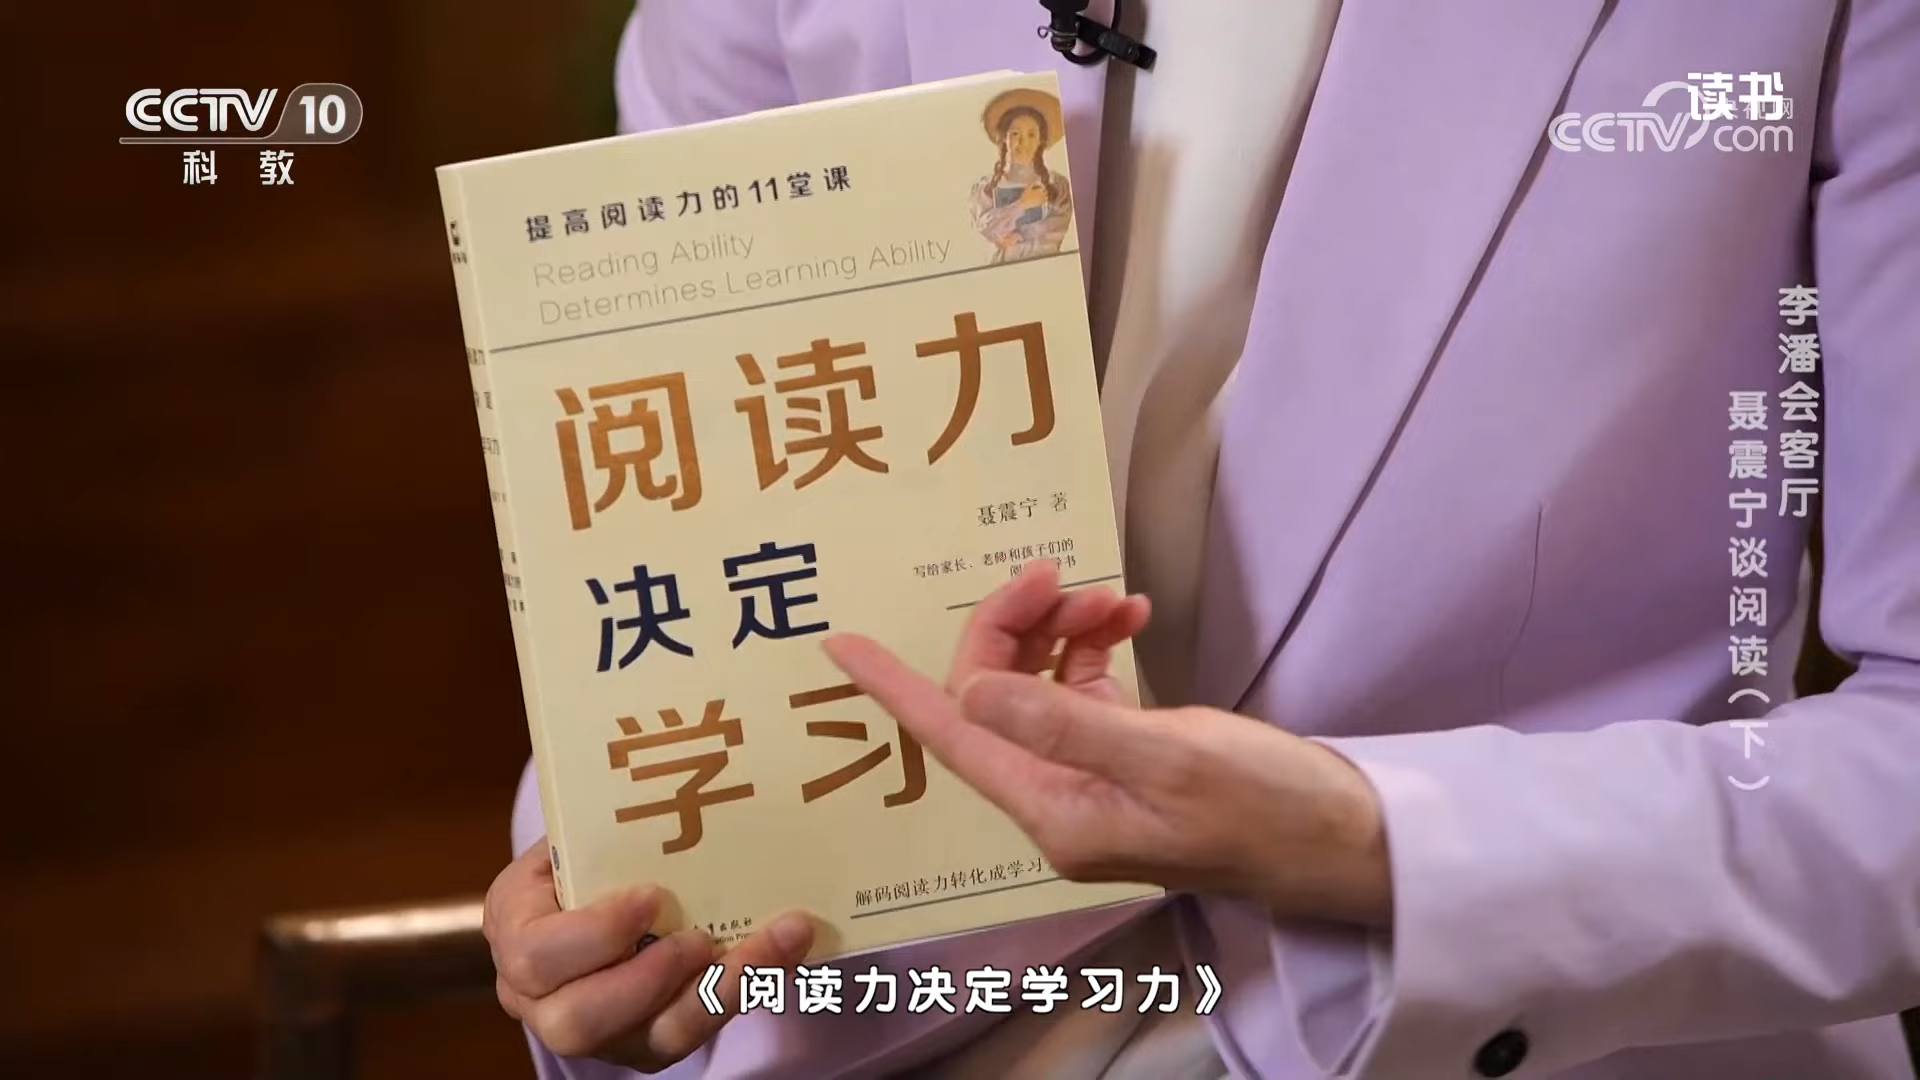 CCTV 10
科 教
读书
CCTV.com
李潘会客厅
聂震宁谈阅读（下）
提高阅读力的11堂课
Reading Ability
Determines Learning Ability
阅读力
聂震宁 著
写给家长、老师和孩子们的
决定
学习
解码阅读力转化成学习
《阅读力决定学习力》